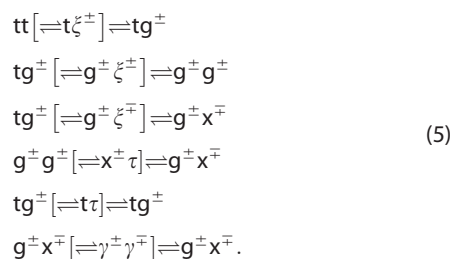 tt[⇌tξ±]⇌tg±
tg±[⇌g±ξ±]⇌g±g±
tg±[⇌g±ξ∓]⇌g±x∓
g±g±[⇌x±τ]⇌g±x∓
(5)
tg±[⇌tτ]⇌tg±
g±x∓[⇌γ±γ∓]⇌g±x∓.